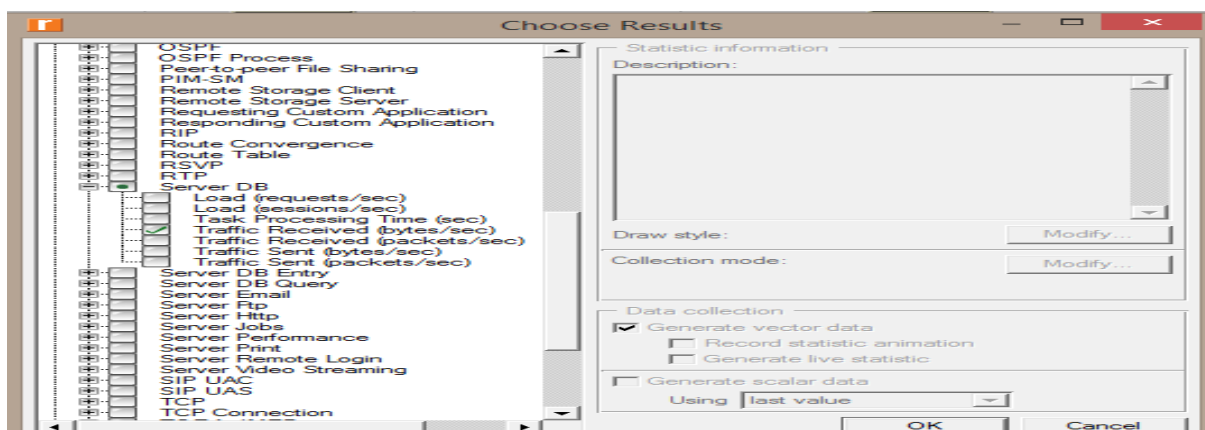 Choose Results
OSPF
OSPF Process
Peer-to-peer File Sharing
PIM-SM
Remote Storage Client
Remote Storage Server
Requesting Custom Application
Responding Custom Application
RIP
Route Convergence
Route Table
RSVP
RTP
Server DB
Load (requests/sec)
Load (sessions/sec)
Task Processing Time (sec)
Traffic Received (bytes/sec)
Traffic Received (packets/sec)
Traffic Sent (bytes/sec)
Traffic Sent (packets/sec)
Server DB Entry
Server DB Query
Server Email
Server Ftp
Server Http
Server Jobs
Server Performance
Server Print
Server Remote Login
Server Video Streaming
SIP UAC
SIP UAS
TCP
TCP Connection
Statistic information
Description:
Draw style:
Modify...
Collection mode:
Modify...
Data collection
Generate vector data
Record statistic animation
Generate live statistic
Generate scalar data
Using last value
OK
Cancel